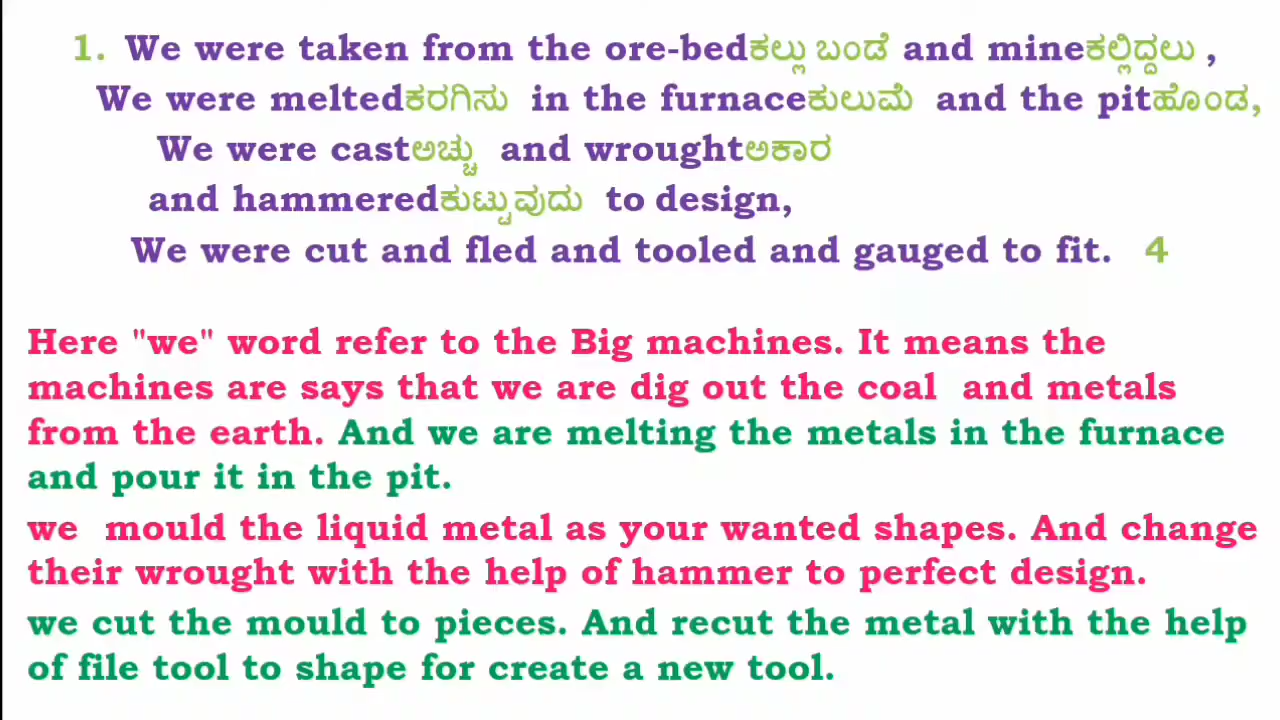 1. We were taken from the ore-bedಕಲ್ಲು ಬಂಡೆ and mineಕಲ್ಲಿದ್ದಲು ,
We were meltedಕರಗಿಸು in the furnaceಕುಲುಮೆ and the pitಹೊಂಡ,
We were castಅಚ್ಚು and wroughtಅಕಾರ
and hammeredಕುಟ್ಟುವುದು to design,
We were cut and fled and tooled and gauged to fit. 4
Here "we" word refer to the Big machines. It means the
machines are says that we are dig out the coal and metals
from the earth. And we are melting the metals in the furnace
and pour it in the pit.
we mould the liquid metal as your wanted shapes. And change
their wrought with the help of hammer to perfect design.
we cut the mould to pieces. And recut the metal with the help
of file tool to shape for create a new tool.